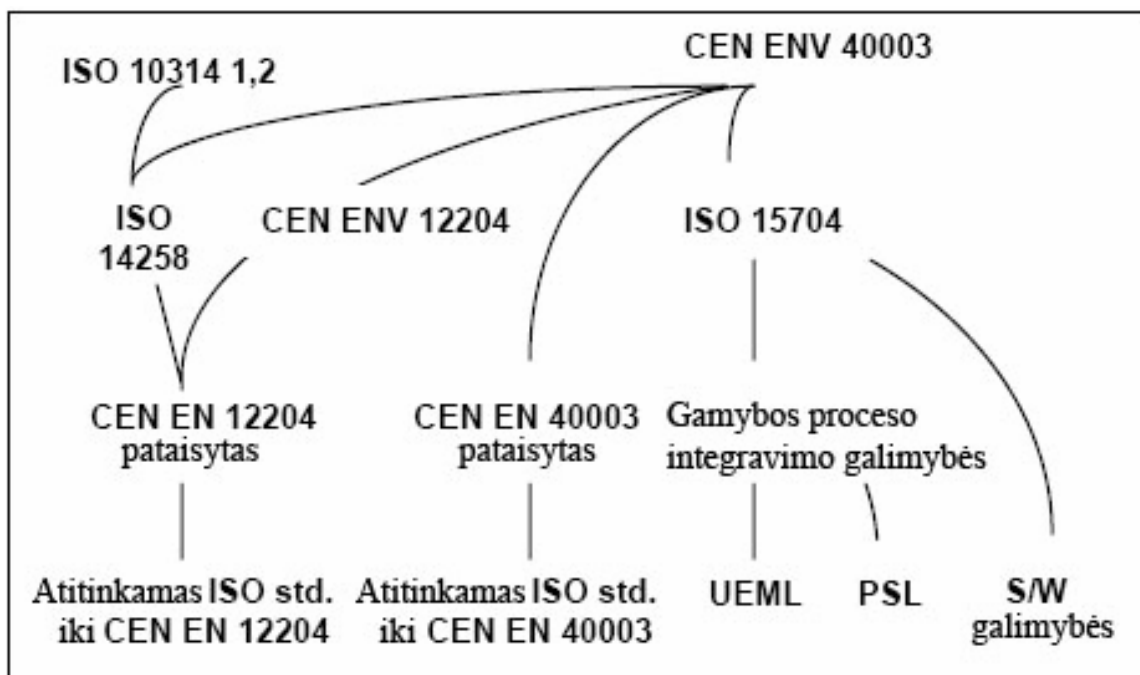 CEN ENV 40003
ISO 10314 1,2
ISO
14258
CEN ENV 12204
ISO 15704
CEN EN 12204
pataisytas
CEN EN 40003
pataisytas
Gamybos proceso
integravimo galimybės
Atitinkamas ISO std.
iki CEN EN 12204
Atitinkamas ISO std.
iki CEN EN 40003
UEML
PSL
S/W
galimybės